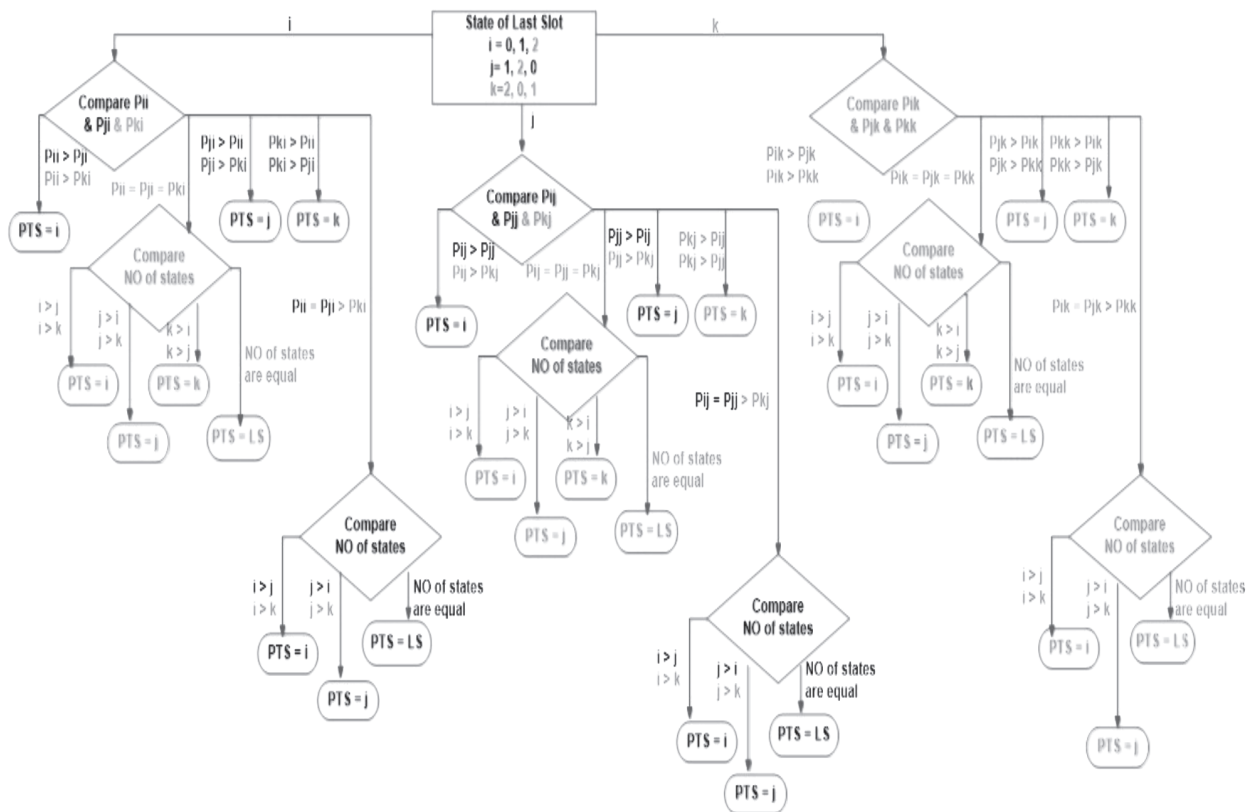 State of Last Slot
i = 0, 1, 2
j= 1, 2, 0
k=2, 0, 1
i
j
k
Compare Pii
& Pji & Pki
Pii > Pji
Pii > Pki
Pii = Pji = Pki
Pji > Pii
Pji > Pki
Pki > Pii
Pki > Pji
PTS = i
PTS = j
PTS = k
Compare
NO of states
i > j
i > k
j > i
j > k
k > i
k > j
NO of states
are equal
PTS = i
PTS = k
PTS = j
PTS = LS
Pii = Pji > Pki
Compare
NO of states
i > j
i > k
j > i
j > k
NO of states
are equal
PTS = i
PTS = LS
PTS = j
Compare Pij
& Pjj & Pkj
Pij > Pjj
Pij > Pkj
Pij = Pjj = Pkj
Pjj > Pij
Pjj > Pkj
Pkj > Pij
Pkj > Pjj
PTS = i
PTS = j
PTS = k
Compare
NO of states
i > j
i > k
j > i
j > k
k > i
k > j
NO of states
are equal
PTS = i
PTS = k
PTS = j
PTS = LS
Pij = Pjj > Pkj
Compare
NO of states
i > j
i > k
j > i
j > k
NO of states
are equal
PTS = i
PTS = LS
PTS = j
Compare Pik
& Pjk & Pkk
Pik > Pjk
Pik > Pkk
Pik = Pjk = Pkk
Pjk > Pik
Pjk > Pkk
Pkk > Pik
Pkk > Pjk
PTS = i
PTS = j
PTS = k
Compare
NO of states
i > j
i > k
j > i
j > k
k > i
k > j
NO of states
are equal
PTS = i
PTS = k
PTS = j
PTS = LS
Pik = Pjk > Pkk
Compare
NO of states
i > j
i > k
j > i
j > k
NO of states
are equal
PTS = i
PTS = LS
PTS = j